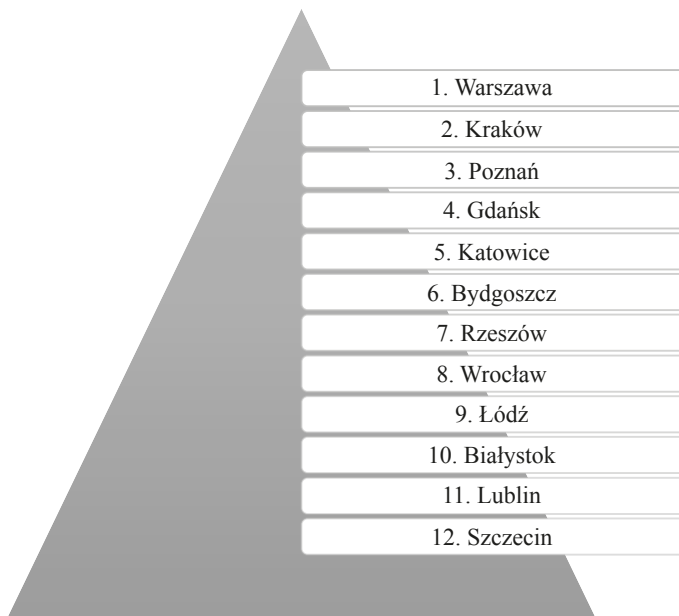 1. Warszawa
2. Kraków
3. Poznań
4. Gdańsk
5. Katowice
6. Bydgoszcz
7. Rzeszów
8. Wrocław
9. Łódź
10. Białystok
11. Lublin
12. Szczecin